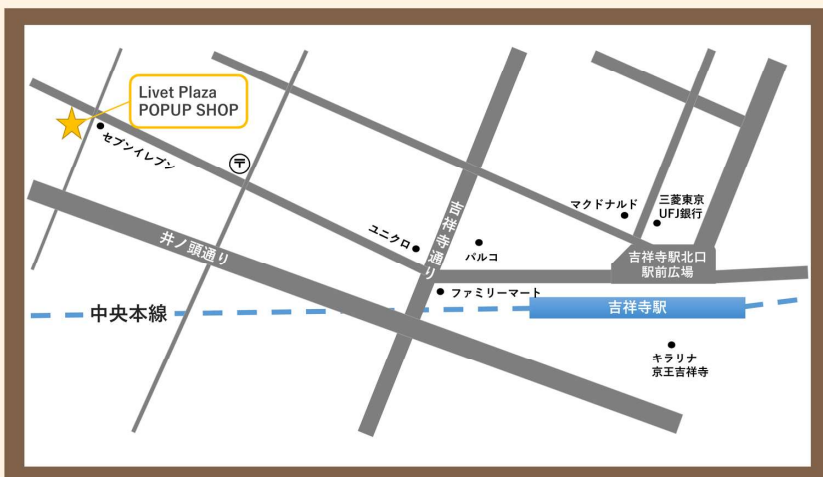 Livet Plaza
POPUP SHOP
セブンイレブン
〒
井ノ頭通り
中央本線
ユニクロ
吉祥寺通り
パルコ
ファミリーマート
マクドナルド
三菱東京
UFJ銀行
吉祥寺駅北口
駅前広場
吉祥寺駅
キラリナ
京王吉祥寺